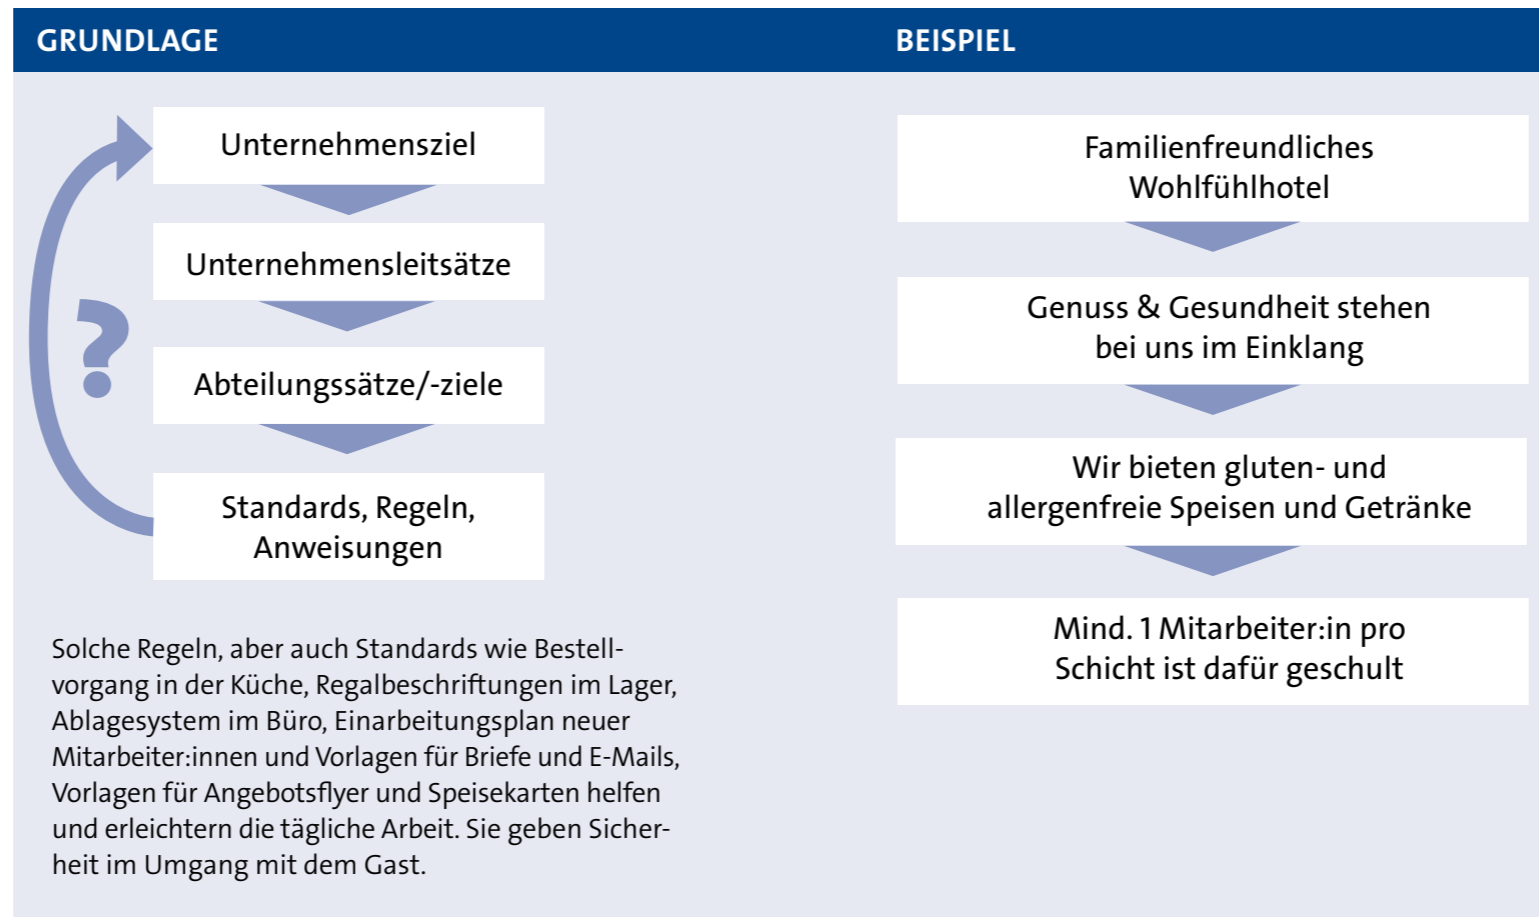 GRUNDLAGE
Unternehmensziel
Unternehmensleitsätze
?
Abteilungssätze/-ziele
Standards, Regeln,
Anweisungen
Solche Regeln, aber auch Standards wie Bestell-
vorgang in der Küche, Regalbeschriftungen im Lager,
Ablagesystem im Büro, Einarbeitungsplan neuer
Mitarbeiter:innen und Vorlagen für Briefe und E-Mails,
Vorlagen für Angebotsflyer und Speisekarten helfen
und erleichtern die tägliche Arbeit. Sie geben Sicher-
heit im Umgang mit dem Gast.
BEISPIEL
Familienfreundliches
Wohlfühlhotel
Genuss & Gesundheit stehen
bei uns im Einklang
Wir bieten gluten- und
allergenfreie Speisen und Getränke
Mind. 1 Mitarbeiter:in pro
Schicht ist dafür geschult